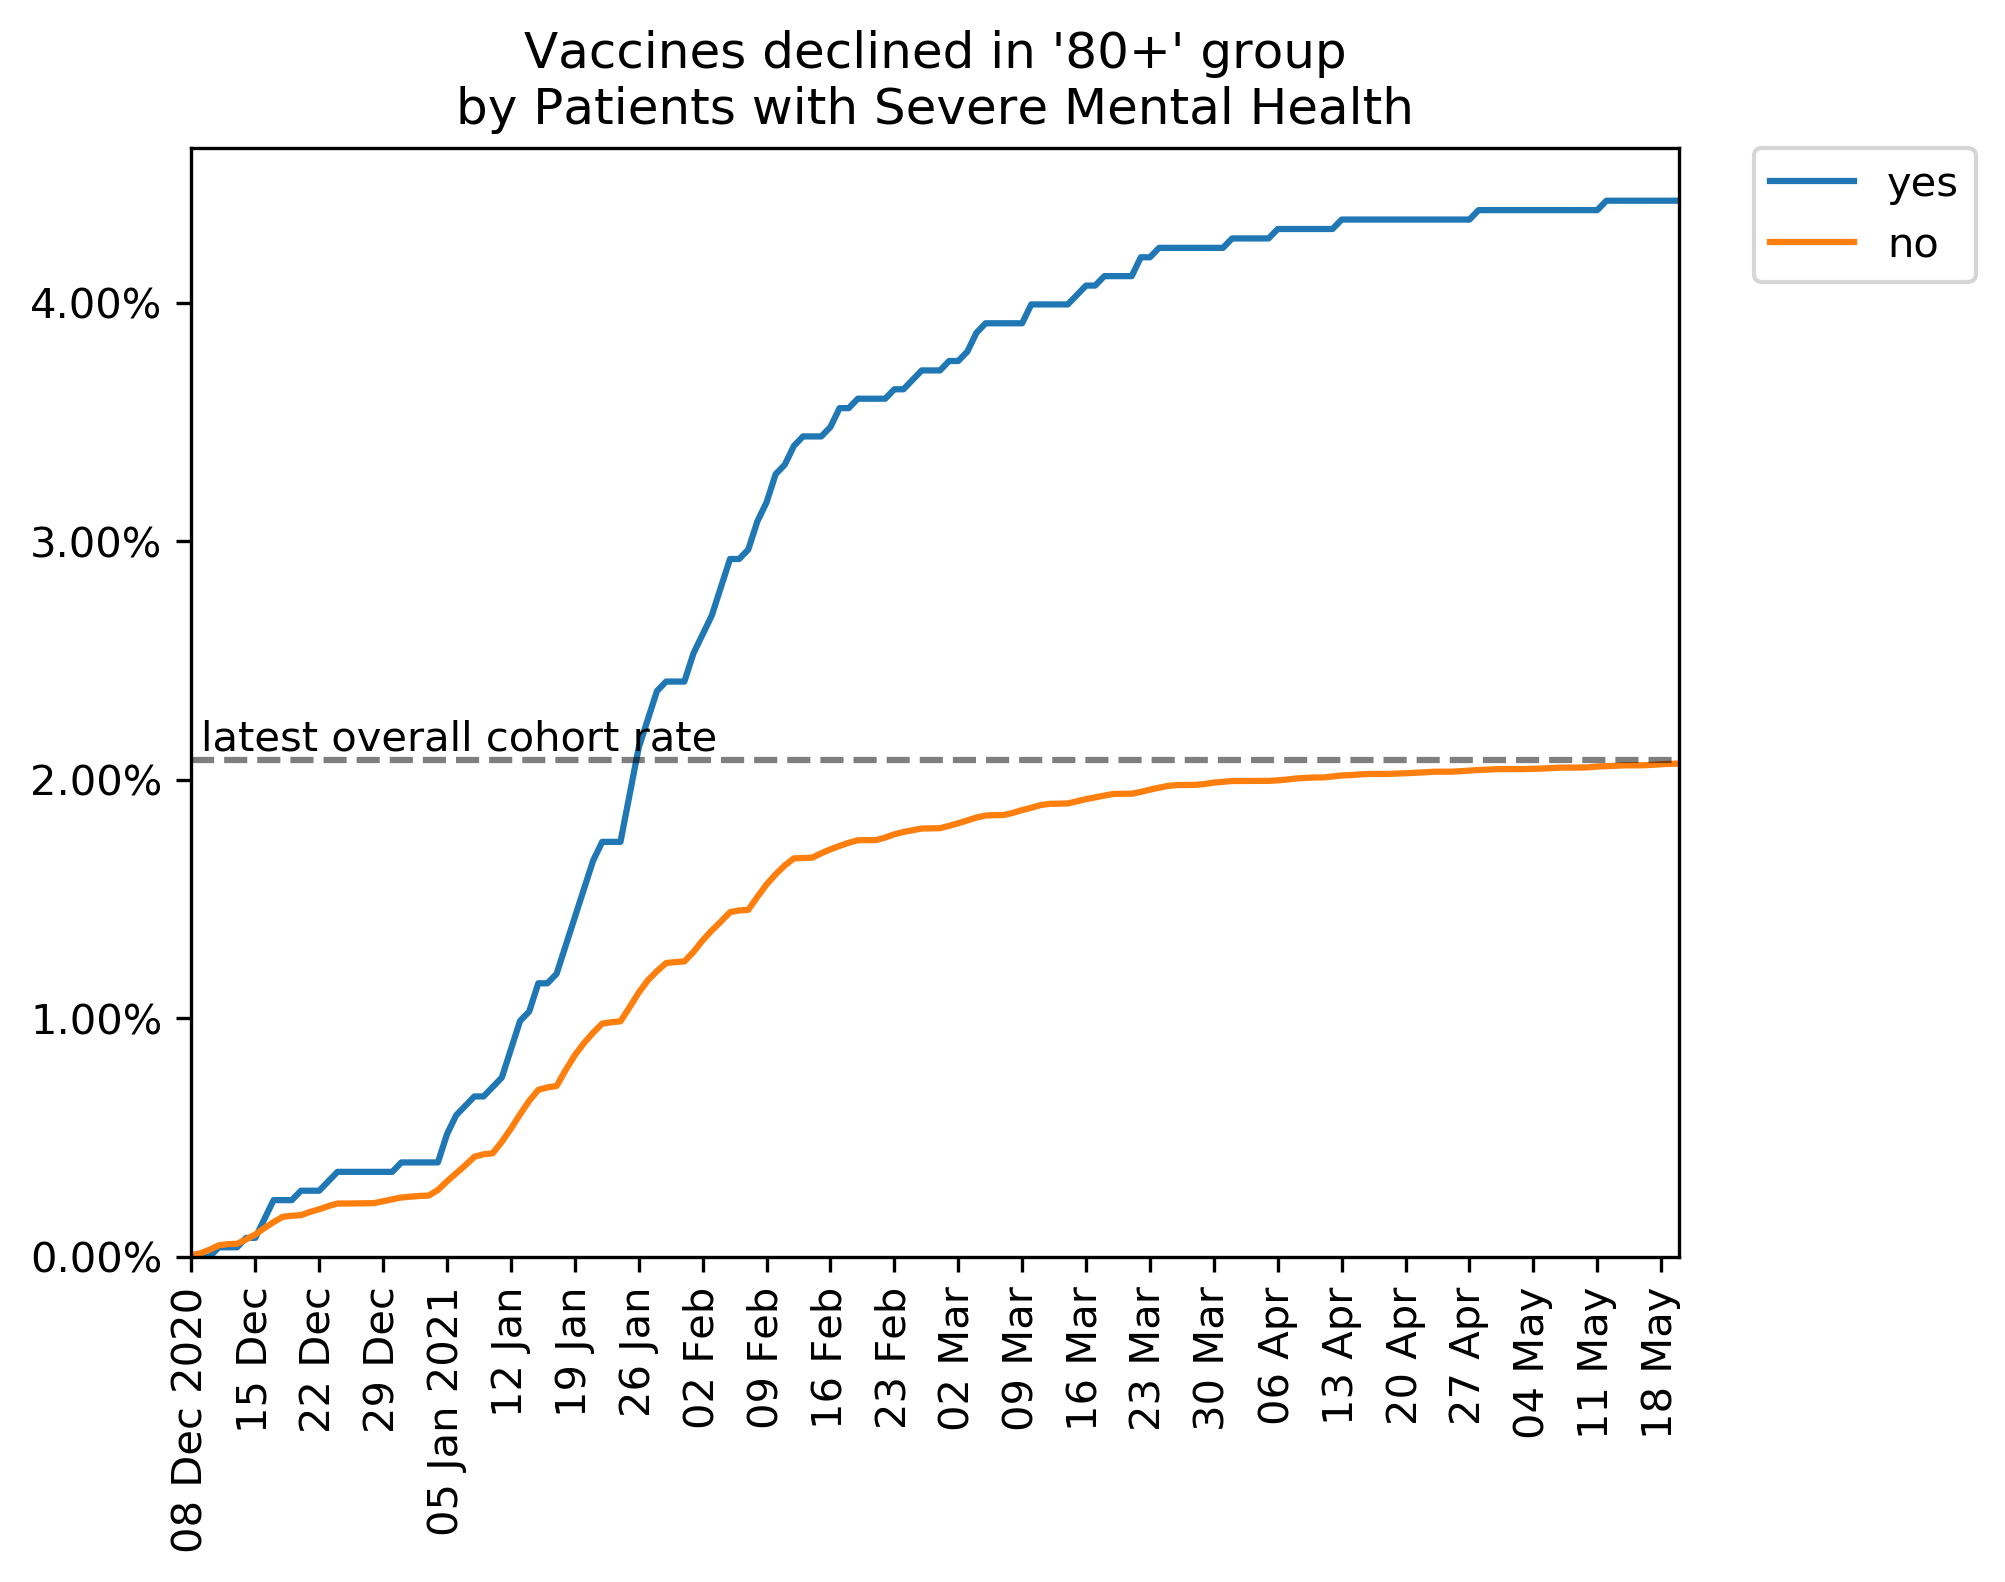 Vaccines declined in '80+' group
by Patients with Severe Mental Health
yes
no
4.00%
3.00%
latest overall cohort rate
2.00%
1.00%
0.00%
08 Dec 2020
15 Dec
22 Dec
29 Dec
05 Jan 2021
12 Jan
19 Jan
26 Jan
02 Feb
09 Feb
16 Feb
23 Feb
02 Mar
09 Mar
16 Mar
23 Mar
30 Mar
06 Apr
13 Apr
20 Apr
27 Apr
04 May
11 May
18 May